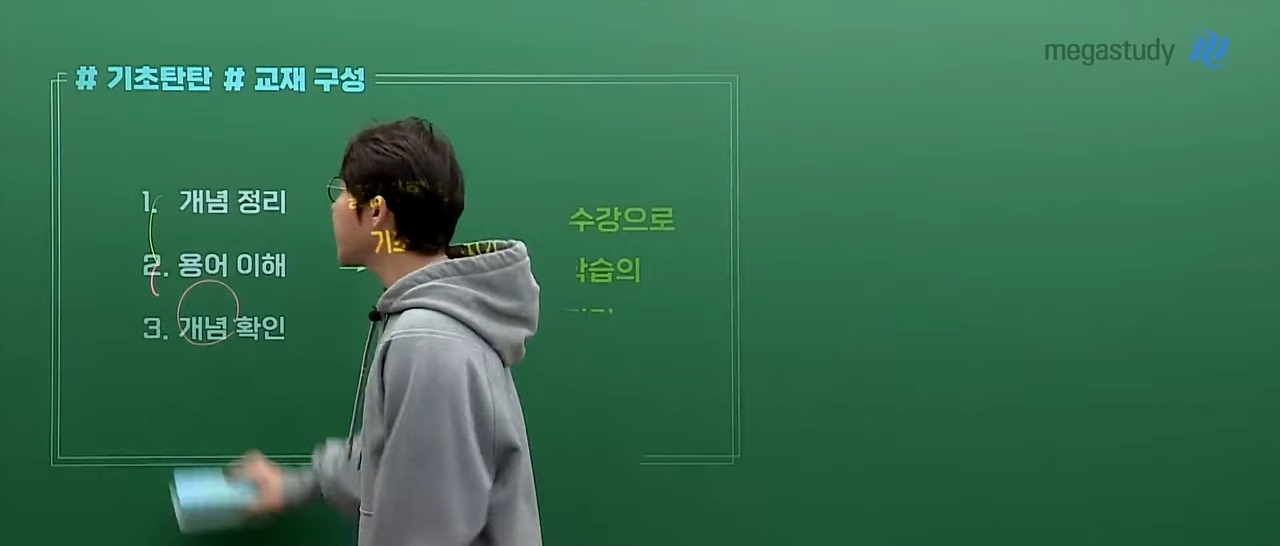 megastudy
# 기초탄탄 # 교재 구성
1. 개념 정리
2. 용어 이해
3. 개념 확인
수강으로